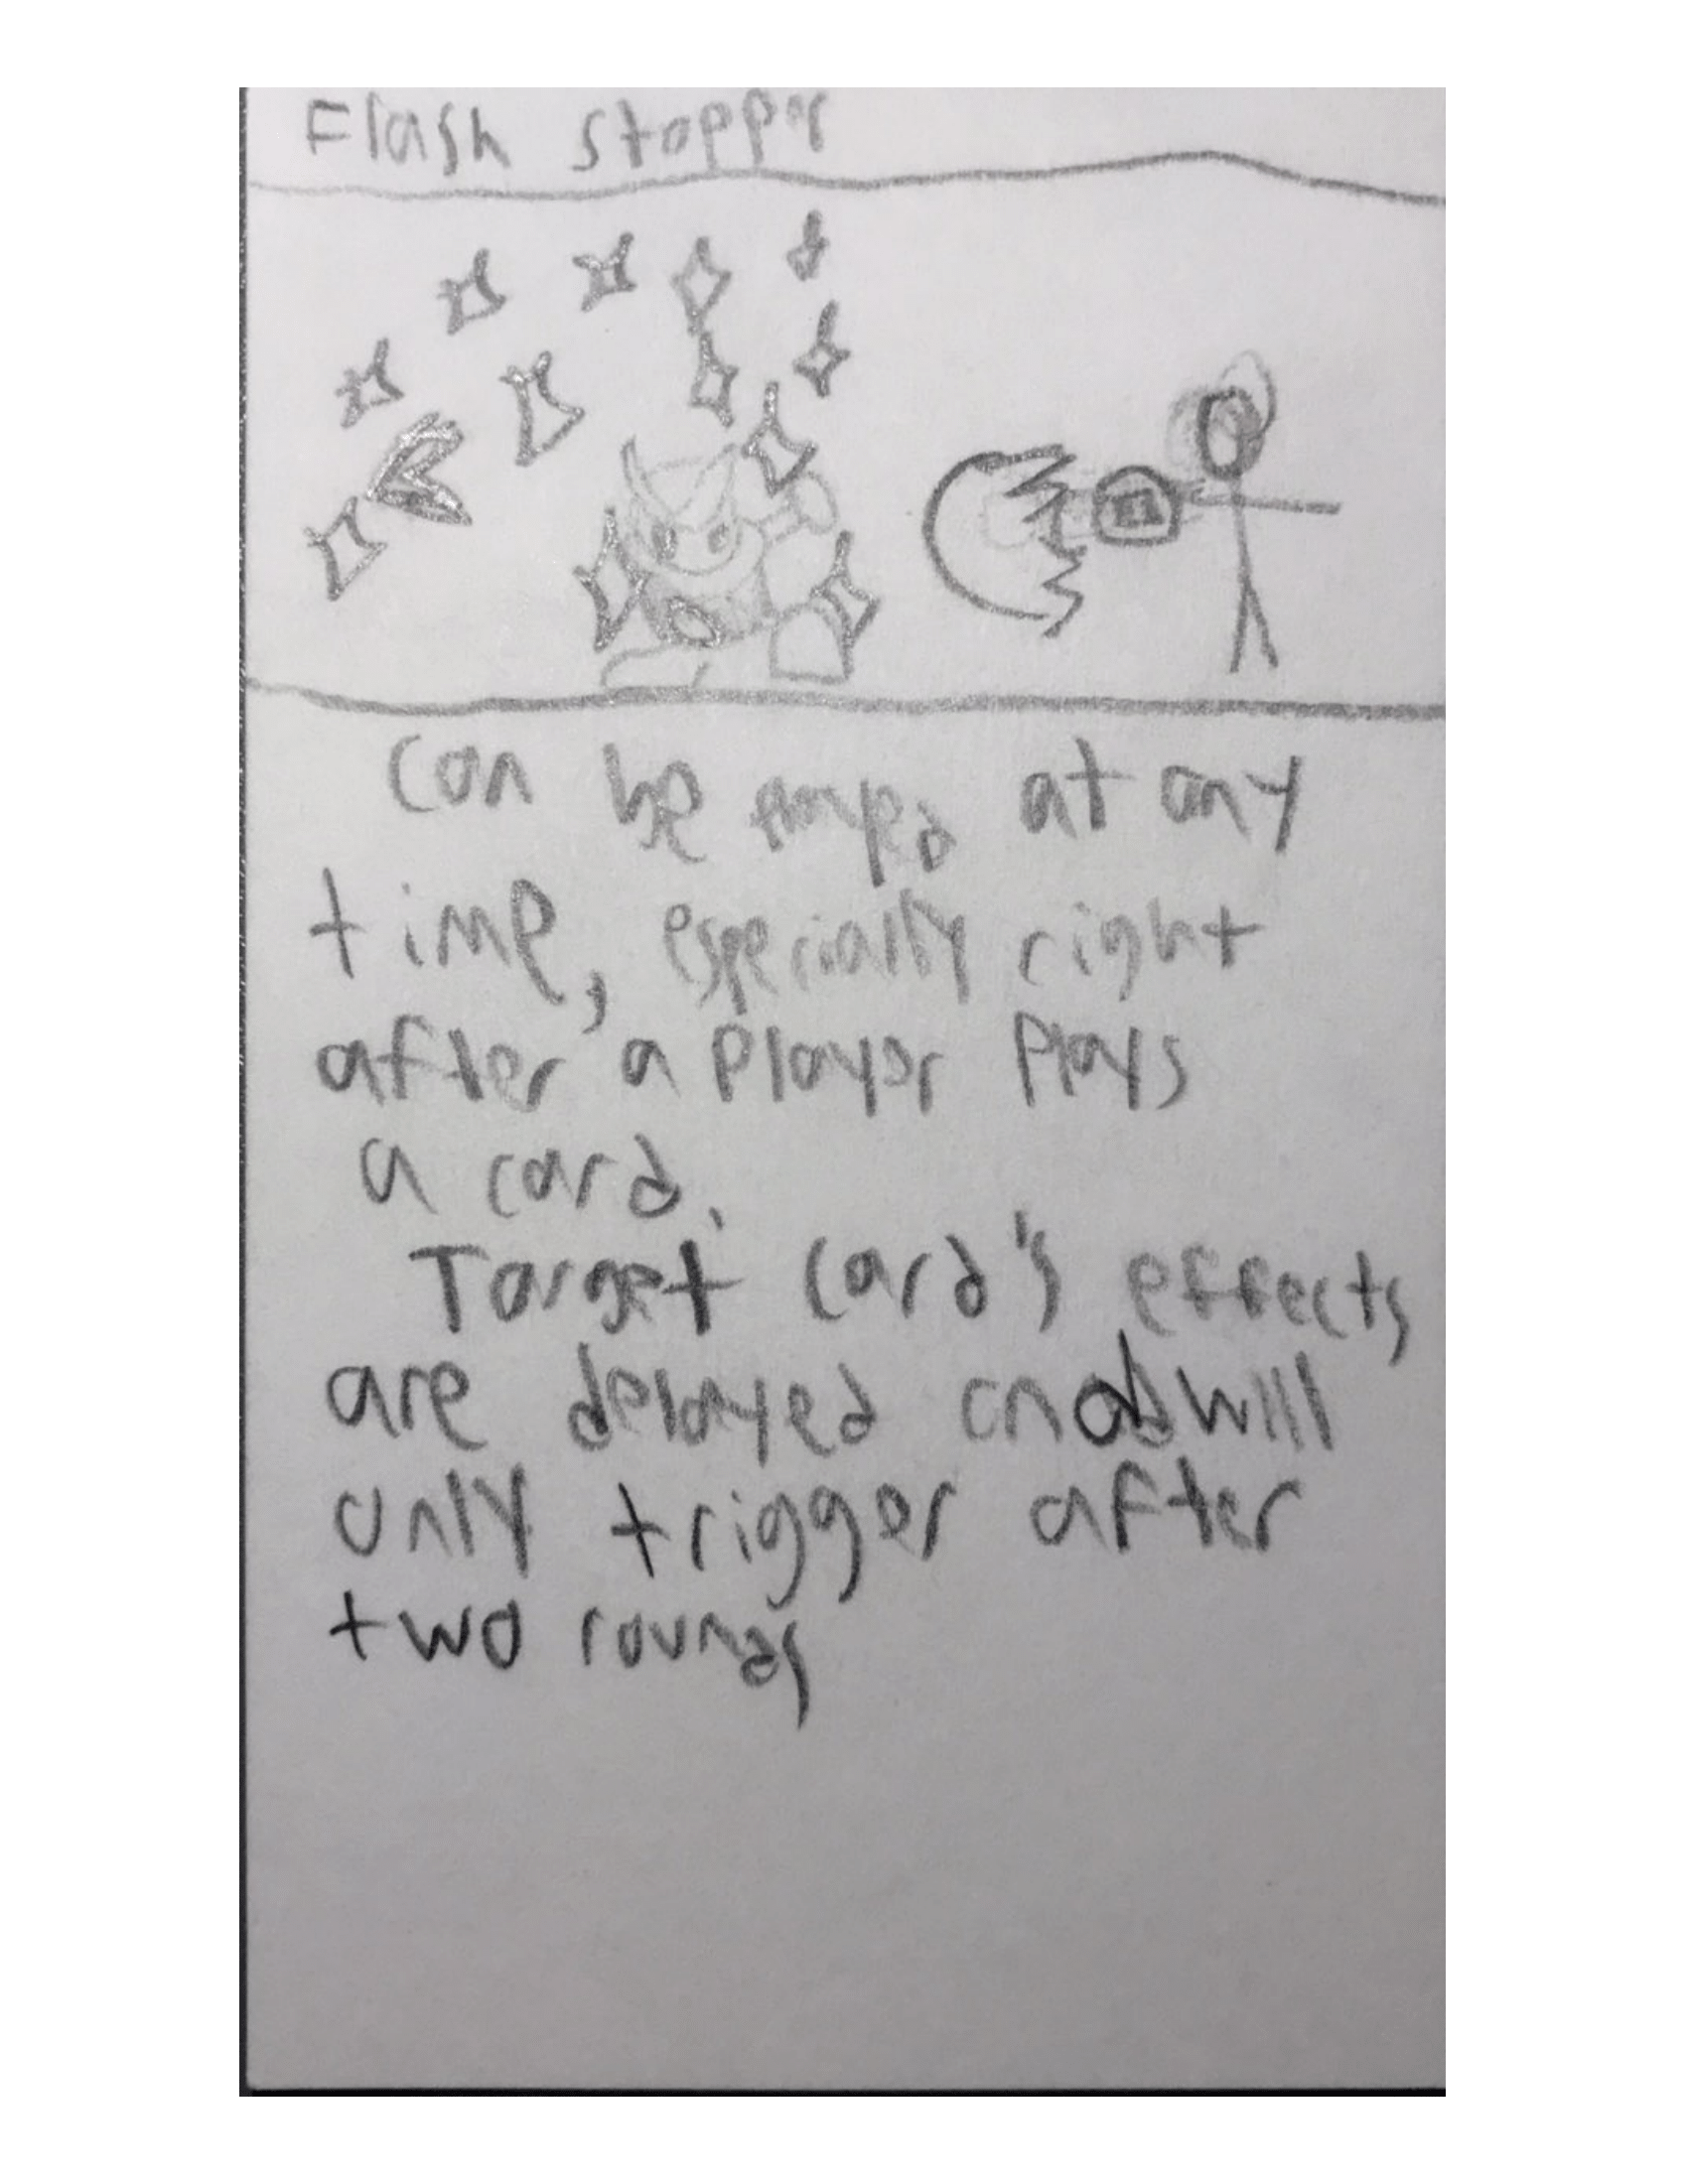 Flash stopper
Can be at any
time, especially right
after a player plays
a card.
Target card's effects
are delayed and will
only trigger after
two rounds